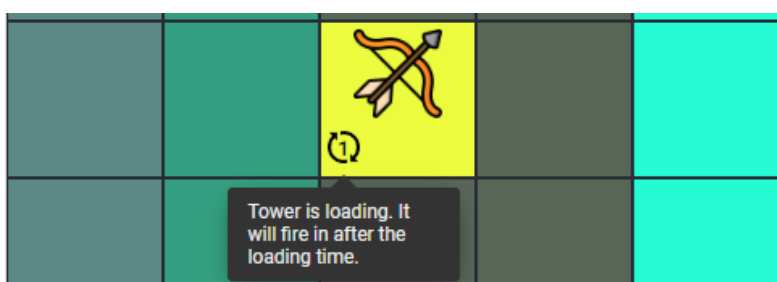 1
Tower is loading. It
will fire in after the
loading time.